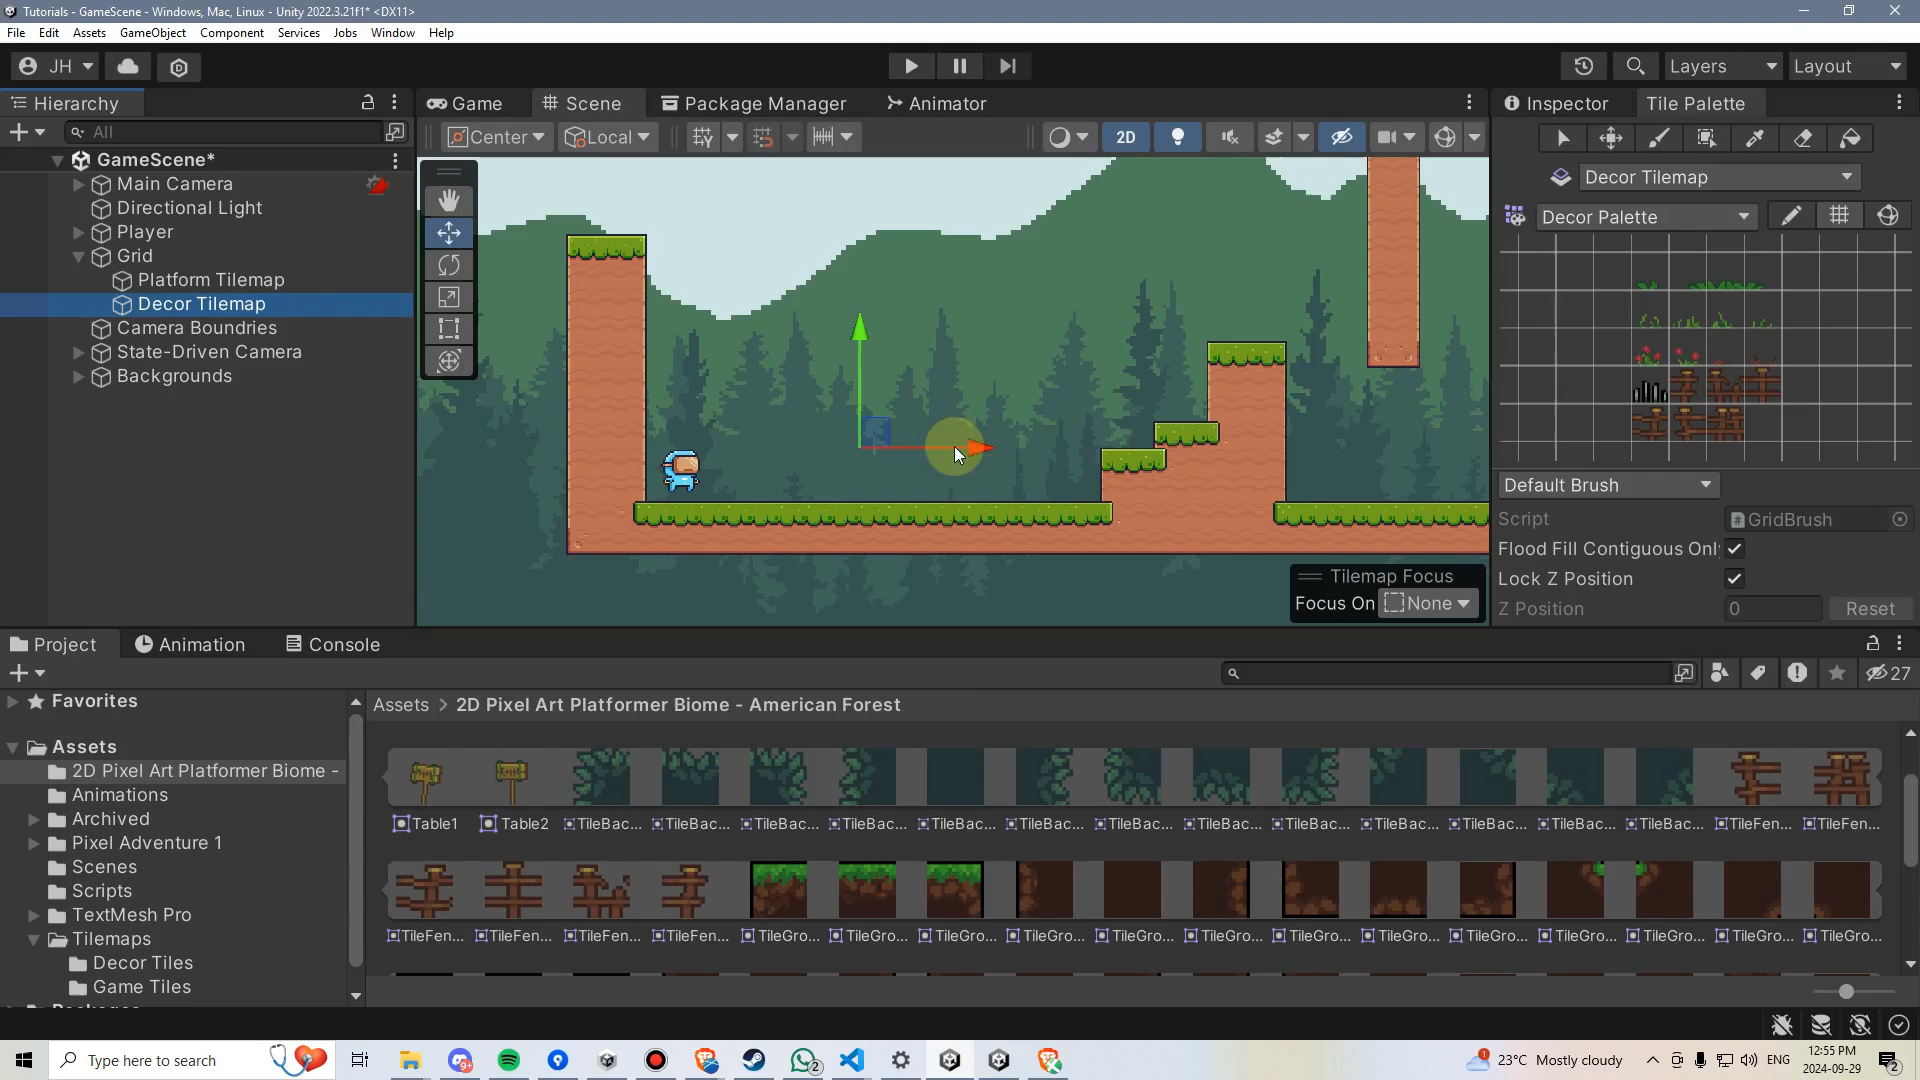 Tutorials - GameScene - Windows, Mac, Linux - Unity 2022.3.21f1* <DX11>
File Edit Assets GameObject Component Services Jobs Window Help
JH Layers Layout
Hierarchy Game Scene Package Manager Animator Inspector Tile Palette
All Center Local 2D
GameScene*
Main Camera
Directional Light
Player
Grid
Platform Tilemap
Decor Tilemap
Camera Boundries
State-Driven Camera
Backgrounds
Decor Tilemap
Decor Palette
Default Brush
Script GridBrush
Flood Fill Contiguous Onl
Lock Z Position
Z Position 0 Reset
Tilemap Focus
Focus On None
Project Animation Console
27
Favorites
Assets
2D Pixel Art Platformer Biome -
Animations
Archived
Pixel Adventure 1
Scenes
Scripts
TextMesh Pro
Tilemaps
Decor Tiles
Game Tiles
Assets > 2D Pixel Art Platformer Biome - American Forest
Table1 Table2 TileBac... TileBac... TileBac... TileBac... TileBac... TileBac... TileBac... TileBac... TileBac... TileBac... TileBac... TileBac... TileBac... TileFen... TileFen...
TileFen... TileFen... TileFen... TileFen... TileGro... TileGro... TileGro... TileGro... TileGro... TileGro... TileGro... TileGro... TileGro... TileGro... TileGro... TileGro... TileGro...
Type here to search
9+
2
1
23°C Mostly cloudy
ENG
12:55 PM
2024-09-29
2